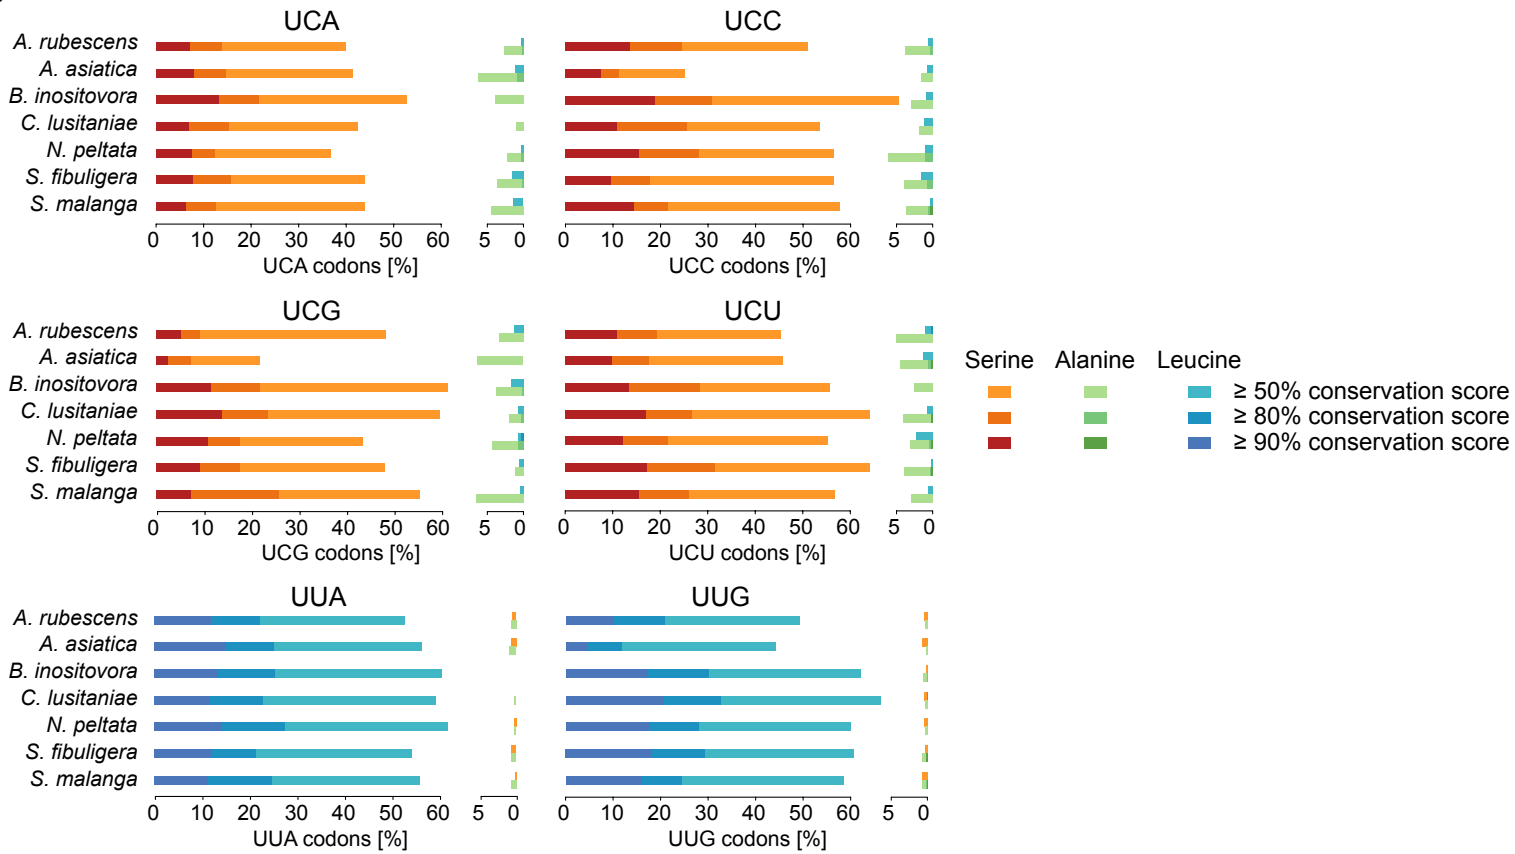 UCA
UCC
A. rubescens
A. asiatica
B. inositovora
C. lusitaniae
N. peltata
S. fibuligera
S. malanga
0 10 20 30 40 50 60 5 0
0 10 20 30 40 50 60 5 0
UCA codons [%]
UCC codons [%]
UCG
UCU
A. rubescens
A. asiatica
B. inositovora
C. lusitaniae
N. peltata
S. fibuligera
S. malanga
0 10 20 30 40 50 60 5 0
0 10 20 30 40 50 60 5 0
UCG codons [%]
UCU codons [%]
Serine Alanine Leucine
≥ 50% conservation score
≥ 80% conservation score
≥ 90% conservation score
UUA
UUG
A. rubescens
A. asiatica
B. inositovora
C. lusitaniae
N. peltata
S. fibuligera
S. malanga
0 10 20 30 40 50 60 5 0
0 10 20 30 40 50 60 5 0
UUA codons [%]
UUG codons [%]